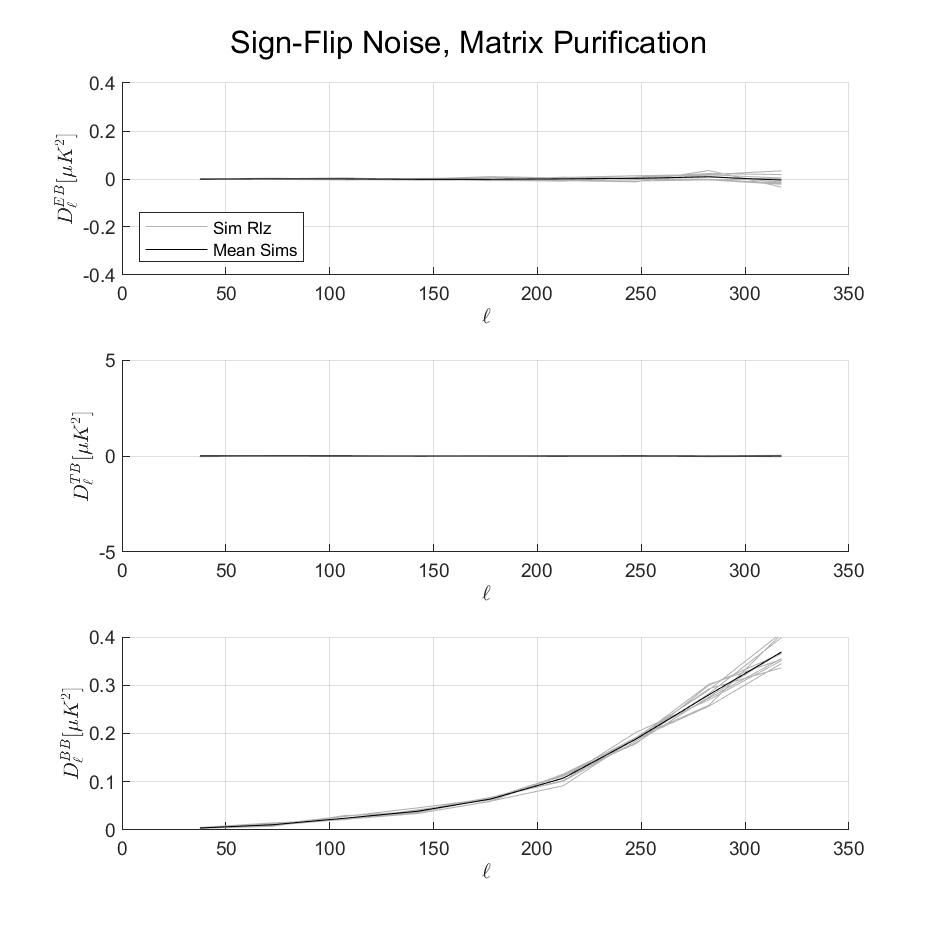 Sign-Flip Noise, Matrix Purification
0.4
0.2
0
-0.2
-0.4
D_ℓ^{EB}[μK^2]
Sim Rlz
Mean Sims
0 50 100 150 200 250 300 350
ℓ
5
0
-5
D_ℓ^{TB}[μK^2]
0 50 100 150 200 250 300 350
ℓ
0.4
0.3
0.2
0.1
0
D_ℓ^{BB}[μK^2]
0 50 100 150 200 250 300 350
ℓ